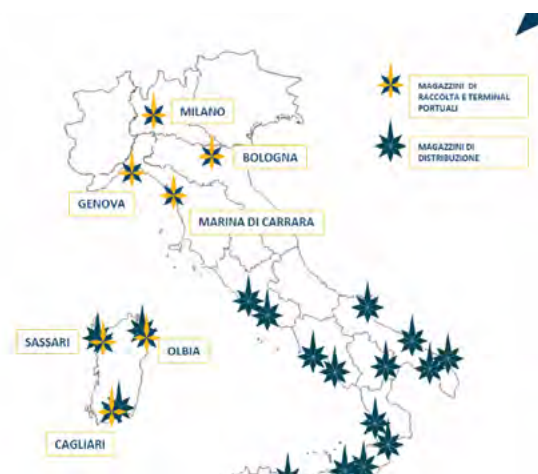 MAGAZZINI DI
RACCOLTA E TERMINAL
PORTUALI
MILANO
MAGAZZINI DI
DISTRIBUZIONE
BOLOGNA
GENOVA
MARINA DI CARRARA
SASSARI
OLBIA
CAGLIARI